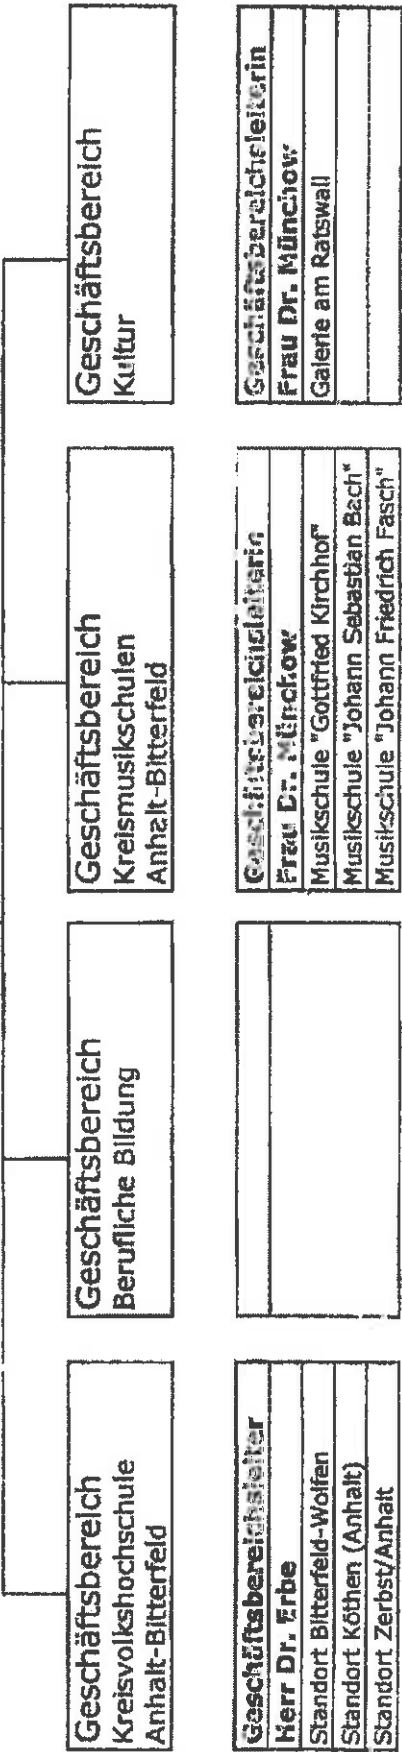 Geschäftsbereich
Kreisvolkshochschule
Anhalt-Bitterfeld
Geschäftsbereichsleiter
Herr Dr. Erbe
Standort Bitterfeld-Wolfen
Standort Köthen (Anhalt)
Standort Zerbst/Anhalt
Geschäftsbereich
Berufliche Bildung
Geschäftsbereich
Kreismusikschulen
Anhalt-Bitterfeld
Geschäftsbereichsleiterin
Frau Dr. Münchow
Musikschule "Gottfried Kirchhof"
Musikschule "Johann Sebastian Bach"
Musikschule "Johann Friedrich Fasch"
Geschäftsbereich
Kultur
Geschäftsbereichsleiterin
Frau Dr. Münchow
Galerie am Ratswall